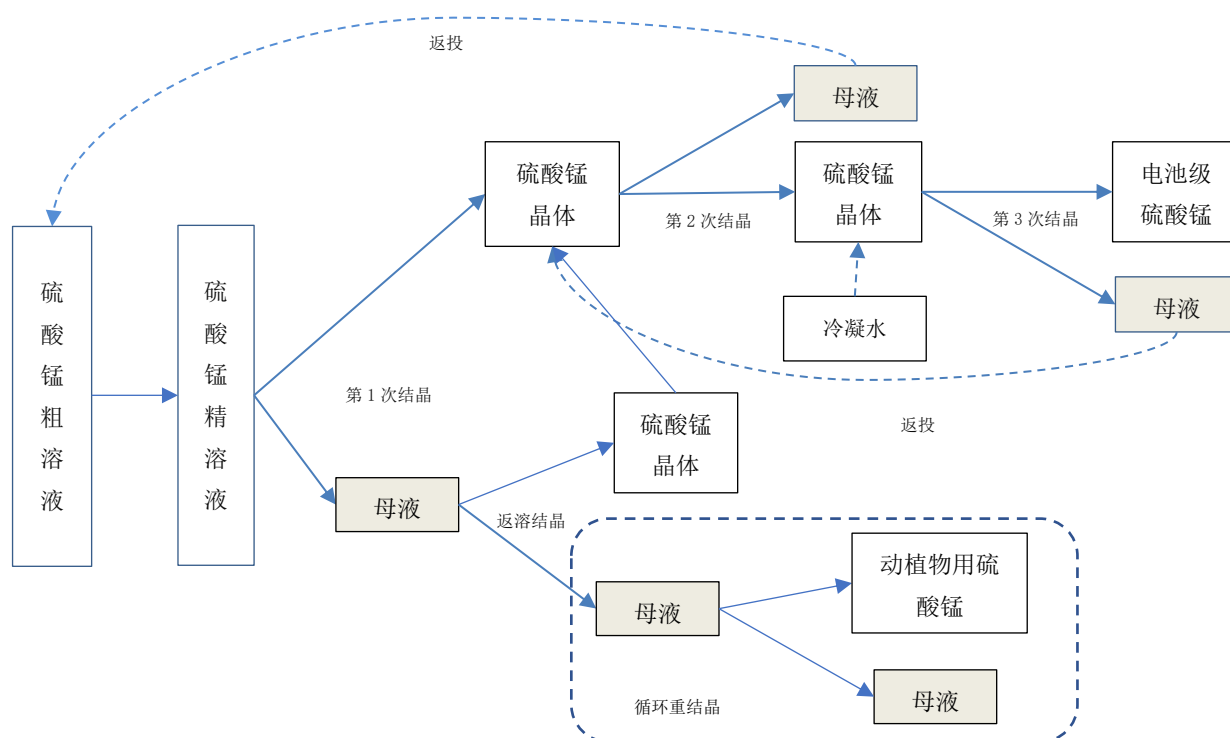 返投
母液
硫酸锰
晶体
第 2 次结晶
硫酸锰
晶体
第 3 次结晶
电池级
硫酸锰
母液
冷凝水
返投
硫
酸
锰
粗
溶
液
硫
酸
锰
精
溶
液
第 1 次结晶
硫酸锰
晶体
母液
返溶结晶
母液
动植物用硫
酸锰
母液
循环重结晶